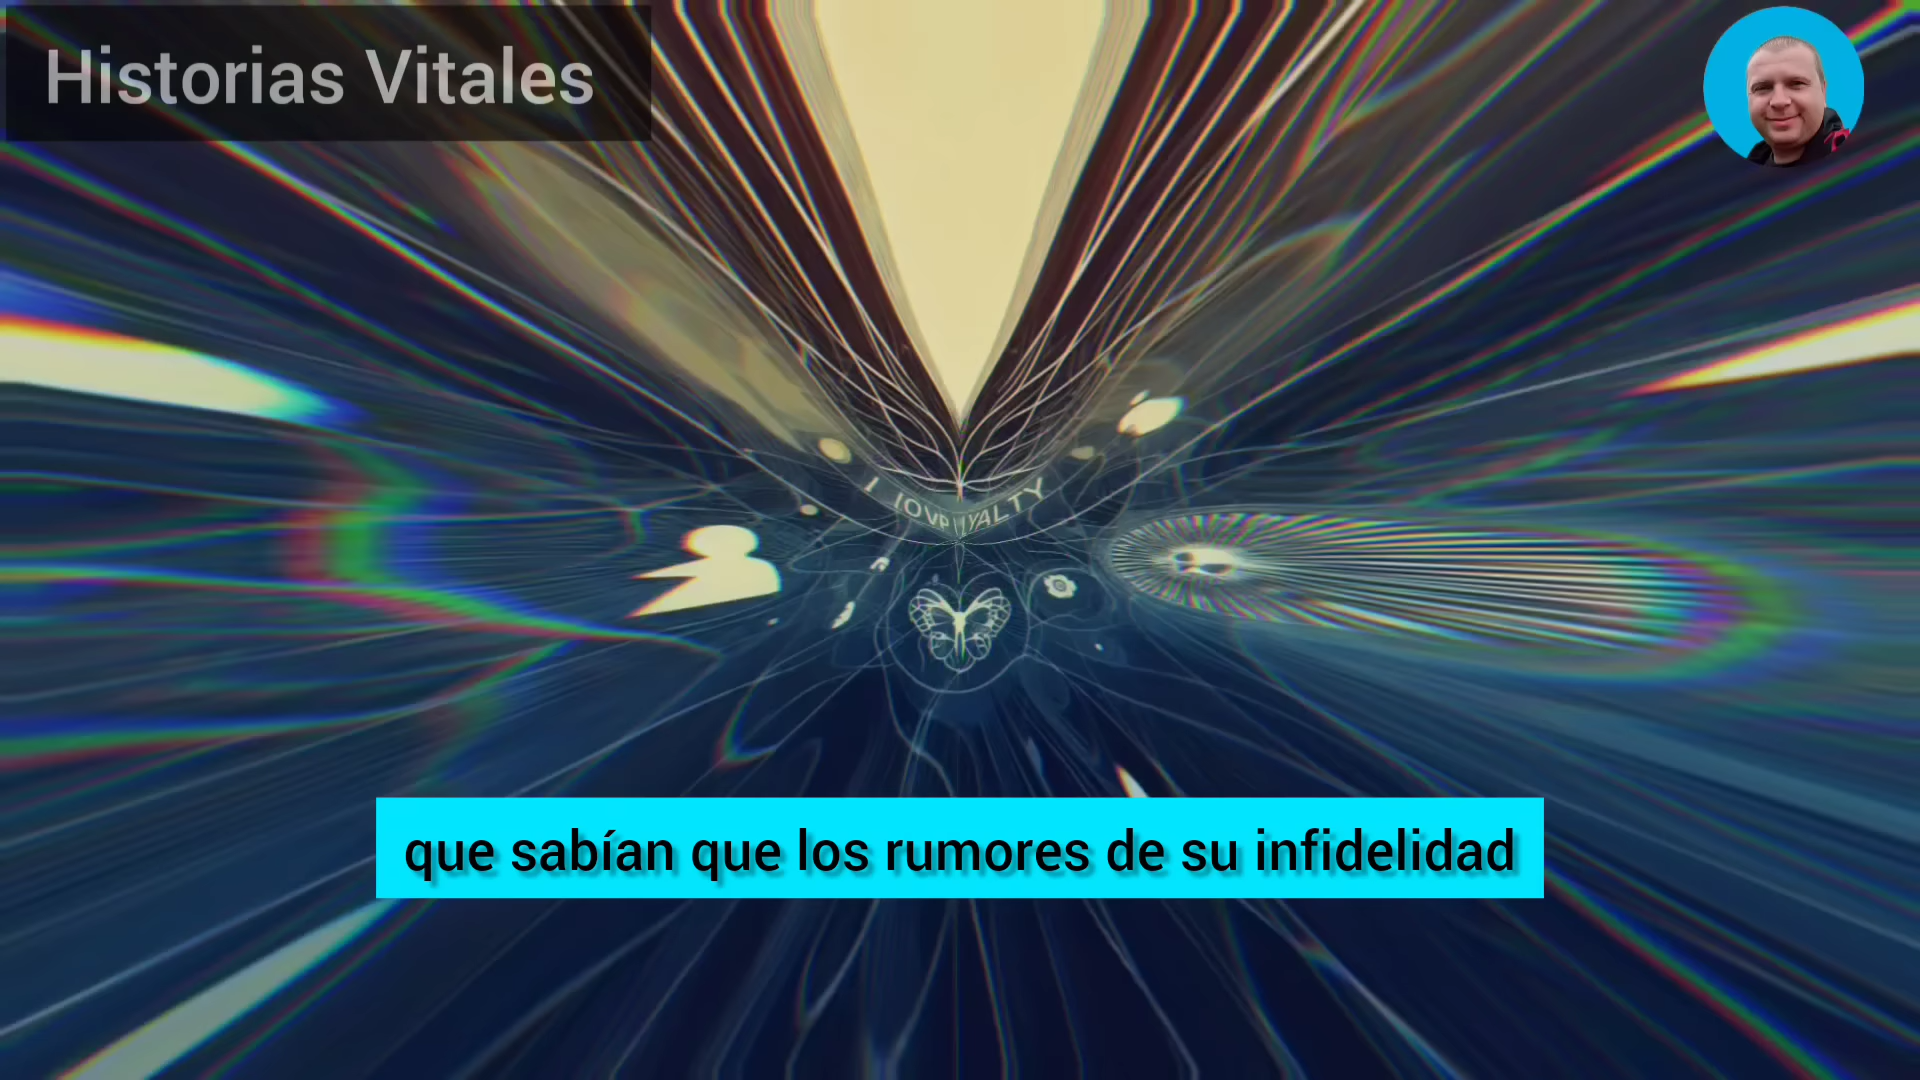 Historias Vitales
que sabían que los rumores de su infidelidad